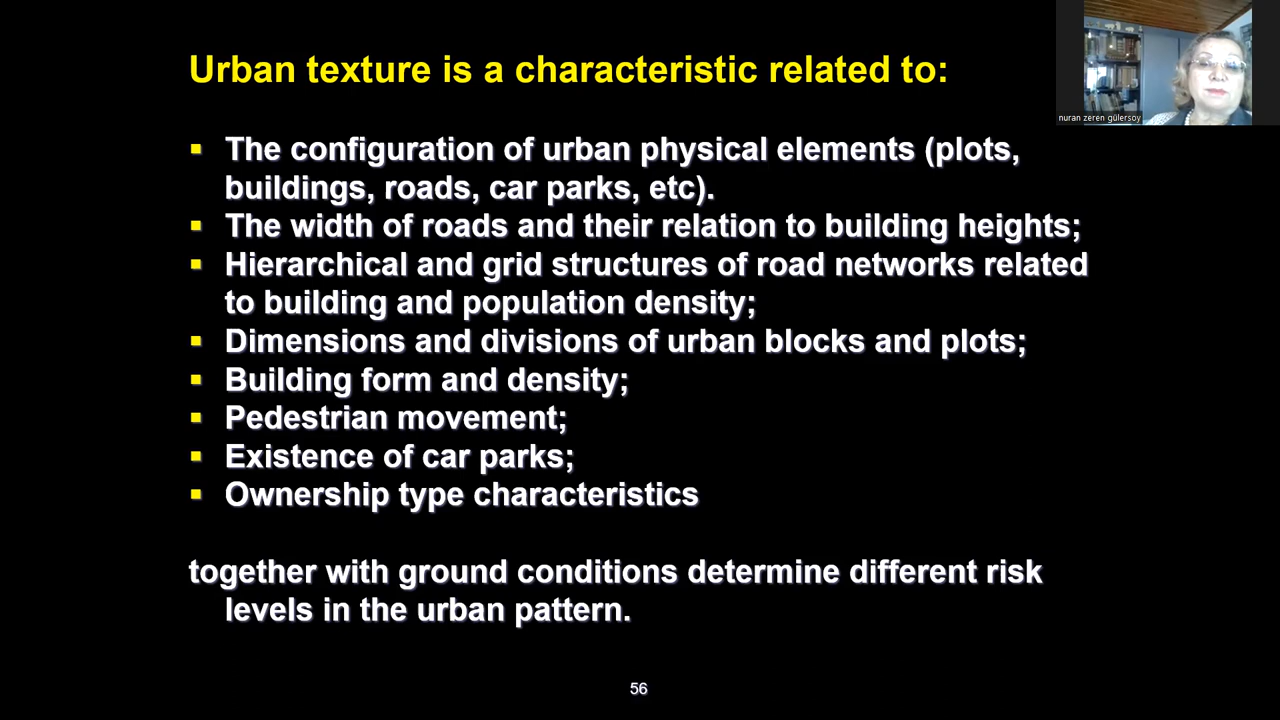 Urban texture is a characteristic related to:
nuran zeren gülersoy
▪ The configuration of urban physical elements (plots,
buildings, roads, car parks, etc).
▪ The width of roads and their relation to building heights;
▪ Hierarchical and grid structures of road networks related
to building and population density;
▪ Dimensions and divisions of urban blocks and plots;
▪ Building form and density;
▪ Pedestrian movement;
▪ Existence of car parks;
▪ Ownership type characteristics
together with ground conditions determine different risk
levels in the urban pattern.
56